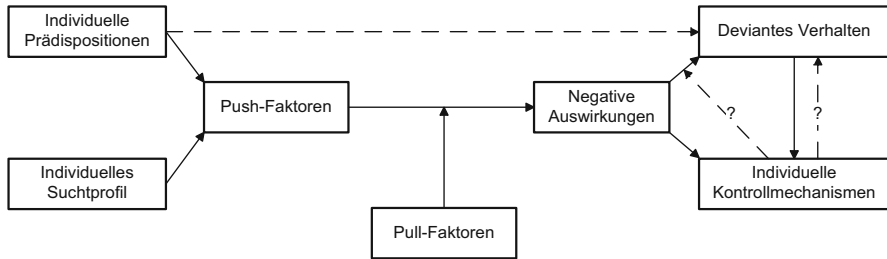 Individuelle
Prädispositionen
Deviantes Verhalten
Push-Faktoren
Negative
Auswirkungen
?
?
Individuelles
Suchtprofil
Individuelle
Kontrollmechanismen
Pull-Faktoren